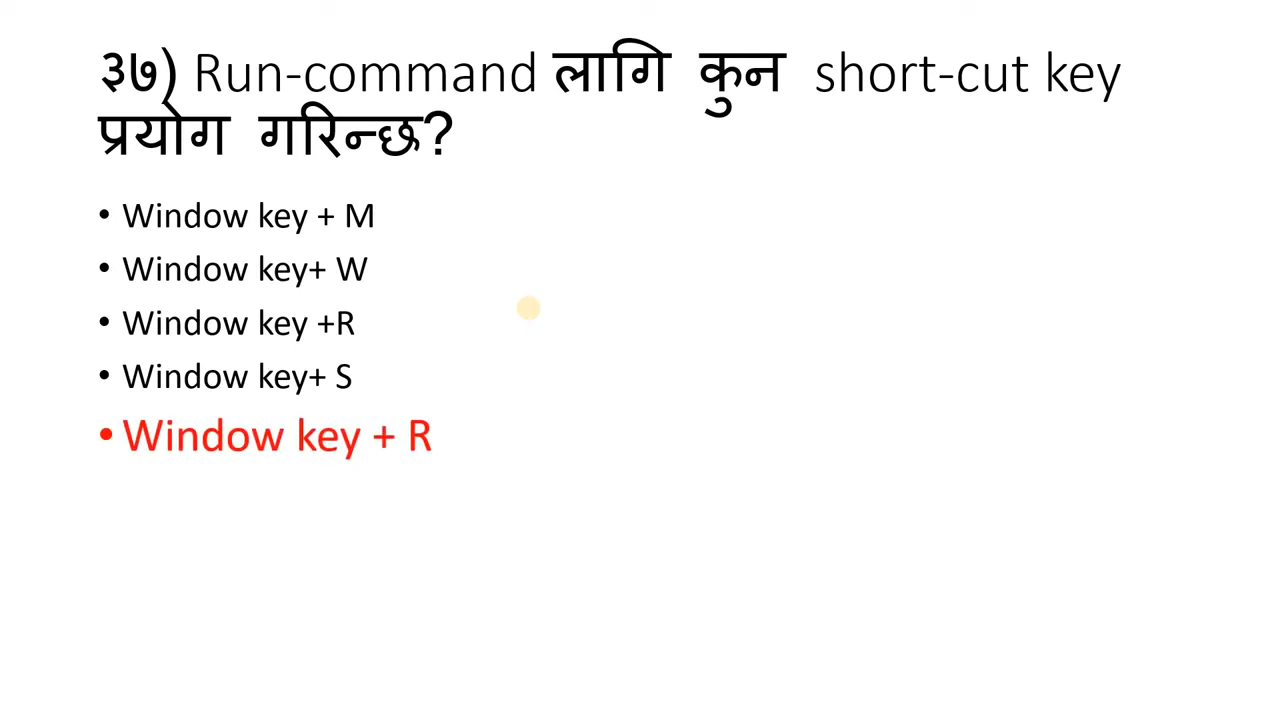 ३७) Run-command लागि कुन short-cut key
प्रयोग गरिन्छ?
• Window key + M
• Window key+ W
• Window key +R
• Window key+ S
• Window key + R